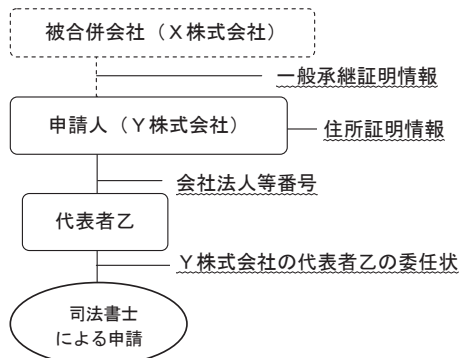 被合併会社（Ｘ株式会社）
一般承継証明情報
申請人（Ｙ株式会社）
住所証明情報
会社法人等番号
代表者乙
Ｙ株式会社の代表者乙の委任状
司法書士
による申請